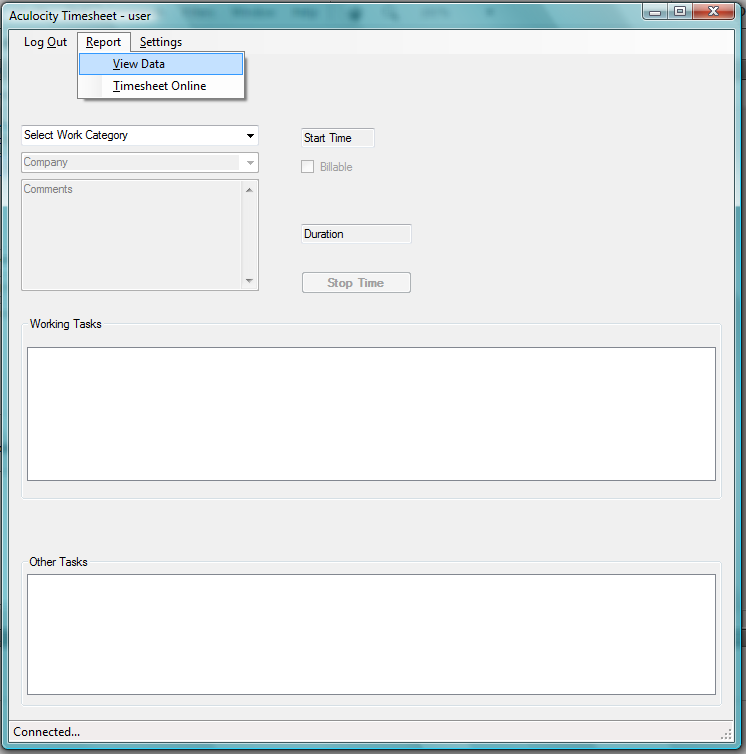 Aculocity Timesheet - user
Log Out Report Settings
View Data
Timesheet Online
Select Work Category
Start Time
Company
Billable
Comments
Duration
Stop Time
Working Tasks
Other Tasks
Connected...